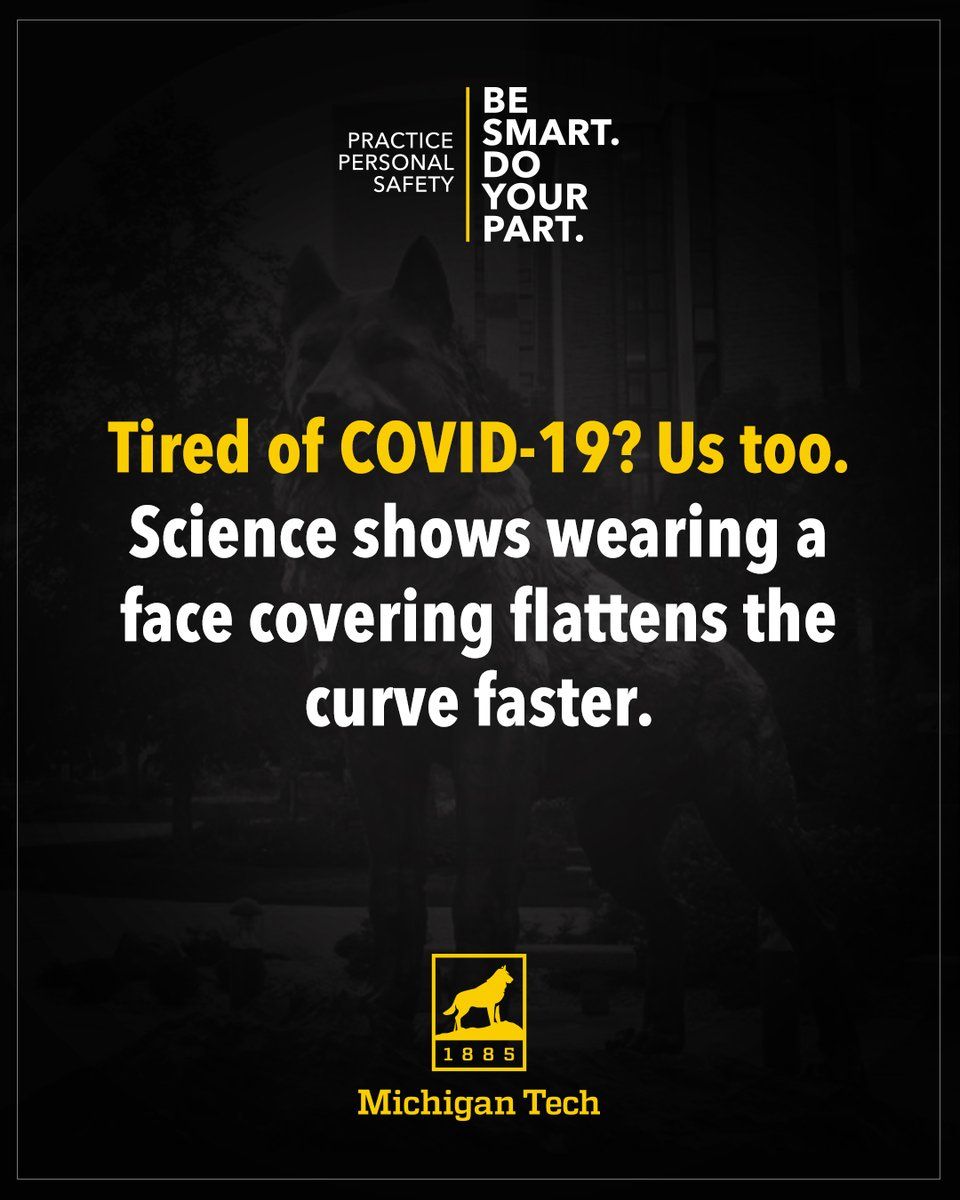 PRACTICE
PERSONAL
SAFETY
BE
SMART.
DO
YOUR
PART.
Tired of COVID-19? Us too.
Science shows wearing a
face covering flattens the
curve faster.
1885
Michigan Tech